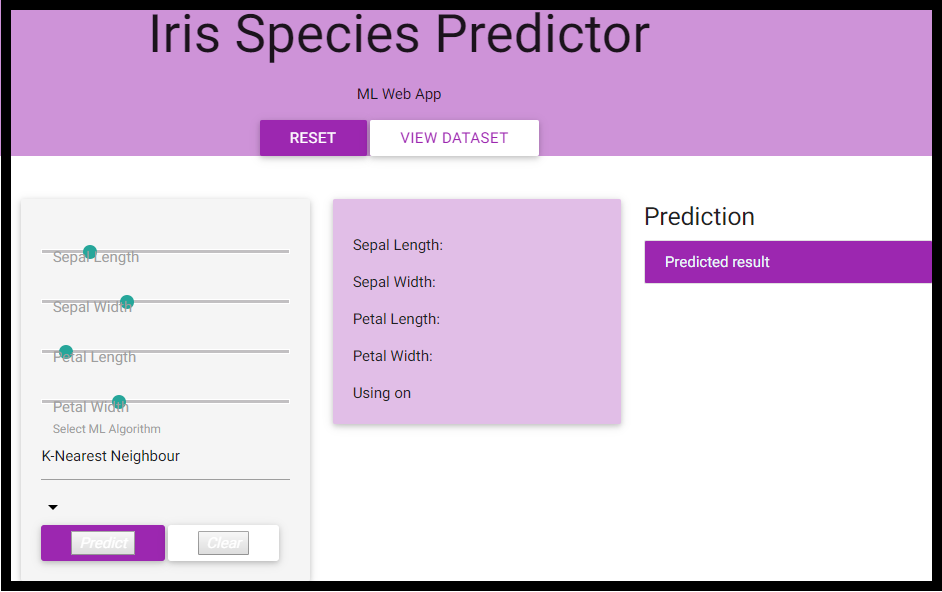 Iris Species Predictor
ML Web App
RESET
VIEW DATASET
Sepal Length
Sepal Width
Petal Length
Petal Width
Select ML Algorithm
K-Nearest Neighbour
Predict
Clear
Sepal Length:
Sepal Width:
Petal Length:
Petal Width:
Using on
Prediction
Predicted result